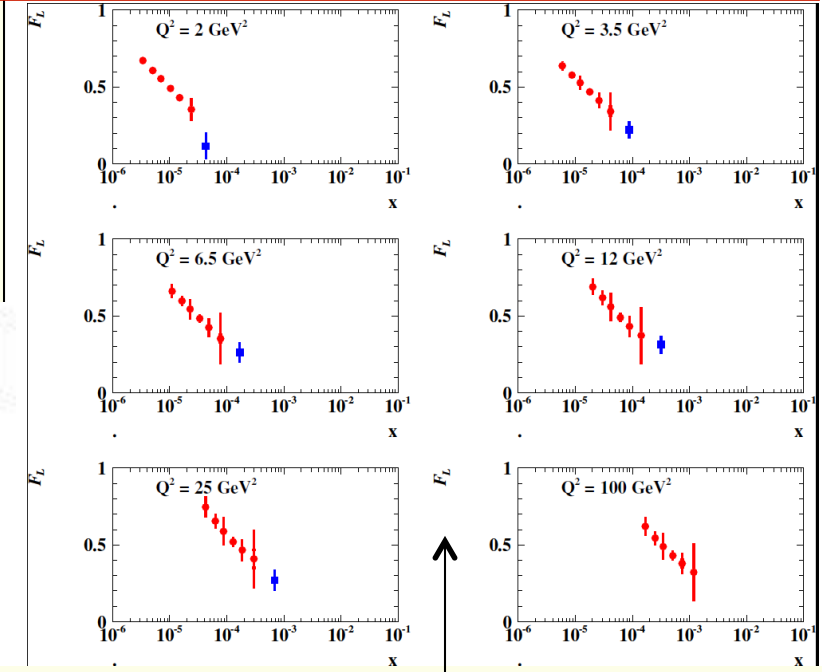 F_L 1 Q² = 2 GeV²
0.5
0
10⁻⁶ 10⁻⁵ 10⁻⁴ 10⁻³ 10⁻² 10⁻¹
. x
F_L 1 Q² = 3.5 GeV²
0.5
0
10⁻⁶ 10⁻⁵ 10⁻⁴ 10⁻³ 10⁻² 10⁻¹
. x
F_L 1 Q² = 6.5 GeV²
0.5
0
10⁻⁶ 10⁻⁵ 10⁻⁴ 10⁻³ 10⁻² 10⁻¹
. x
F_L 1 Q² = 12 GeV²
0.5
0
10⁻⁶ 10⁻⁵ 10⁻⁴ 10⁻³ 10⁻² 10⁻¹
. x
F_L 1 Q² = 25 GeV²
0.5
0
10⁻⁶ 10⁻⁵ 10⁻⁴ 10⁻³ 10⁻² 10⁻¹
. x
F_L 1 Q² = 100 GeV²
0.5
0
10⁻⁶ 10⁻⁵ 10⁻⁴ 10⁻³ 10⁻² 10⁻¹
. x